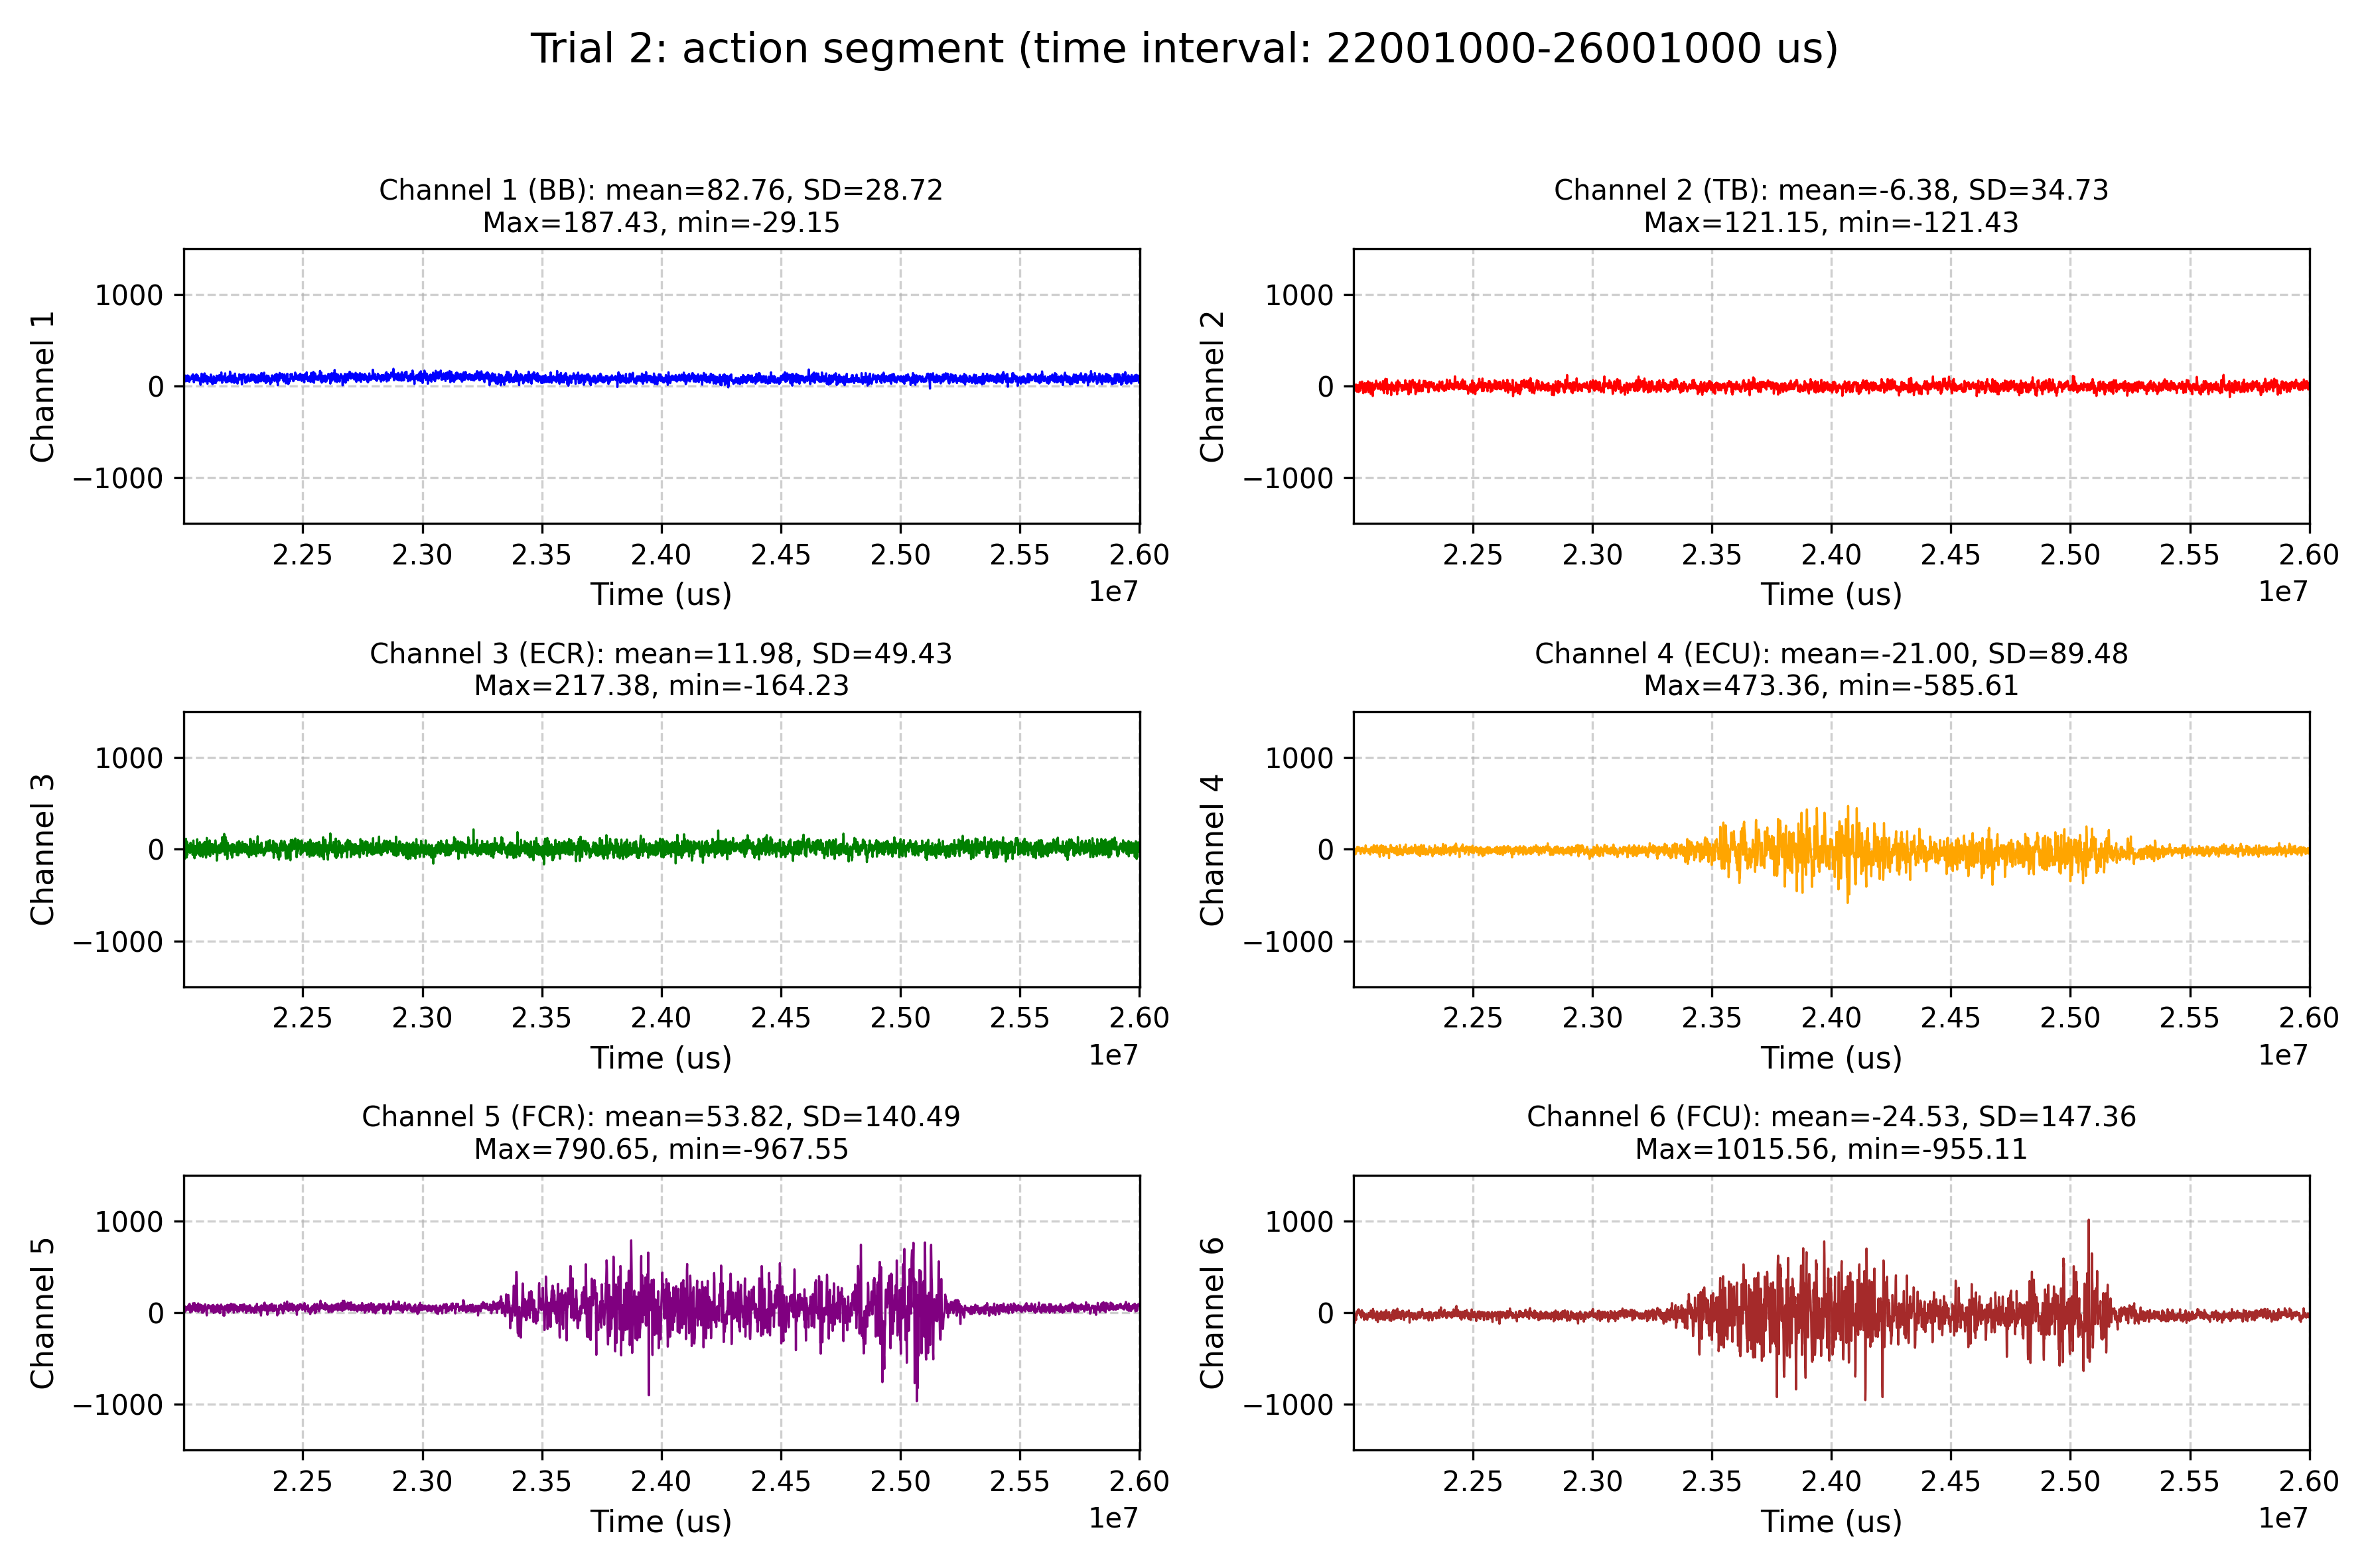 Trial 2: action segment (time interval: 22001000-26001000 us)
Channel 1 (BB): mean=82.76, SD=28.72
Max=187.43, min=-29.15
Channel 1
1000
0
−1000
2.25 2.30 2.35 2.40 2.45 2.50 2.55 2.60
Time (us)
1e7
Channel 2 (TB): mean=-6.38, SD=34.73
Max=121.15, min=-121.43
Channel 2
1000
0
−1000
2.25 2.30 2.35 2.40 2.45 2.50 2.55 2.60
Time (us)
1e7
Channel 3 (ECR): mean=11.98, SD=49.43
Max=217.38, min=-164.23
Channel 3
1000
0
−1000
2.25 2.30 2.35 2.40 2.45 2.50 2.55 2.60
Time (us)
1e7
Channel 4 (ECU): mean=-21.00, SD=89.48
Max=473.36, min=-585.61
Channel 4
1000
0
−1000
2.25 2.30 2.35 2.40 2.45 2.50 2.55 2.60
Time (us)
1e7
Channel 5 (FCR): mean=53.82, SD=140.49
Max=790.65, min=-967.55
Channel 5
1000
0
−1000
2.25 2.30 2.35 2.40 2.45 2.50 2.55 2.60
Time (us)
1e7
Channel 6 (FCU): mean=-24.53, SD=147.36
Max=1015.56, min=-955.11
Channel 6
1000
0
−1000
2.25 2.30 2.35 2.40 2.45 2.50 2.55 2.60
Time (us)
1e7